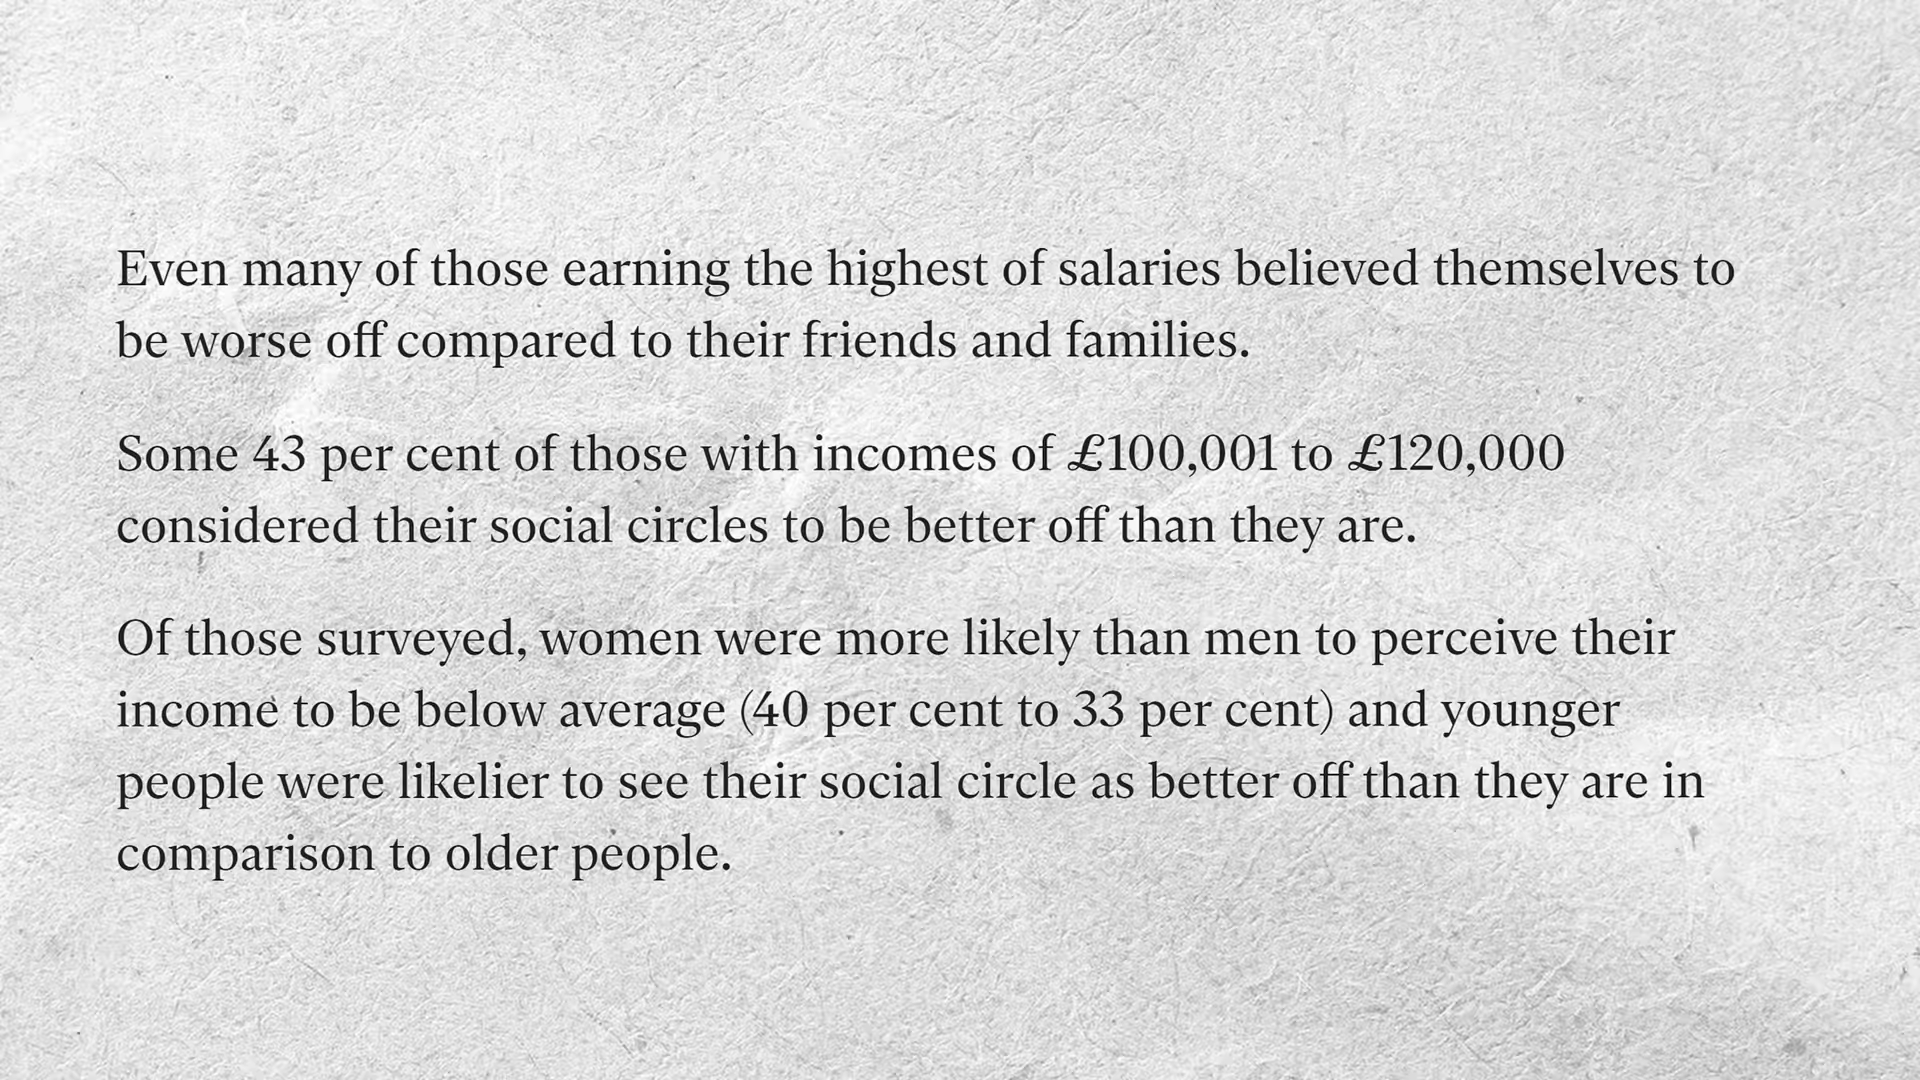 Even many of those earning the highest of salaries believed themselves to
be worse off compared to their friends and families.
Some 43 per cent of those with incomes of £100,001 to £120,000
considered their social circles to be better off than they are.
Of those surveyed, women were more likely than men to perceive their
income to be below average (40 per cent to 33 per cent) and younger
people were likelier to see their social circle as better off than they are in
comparison to older people.